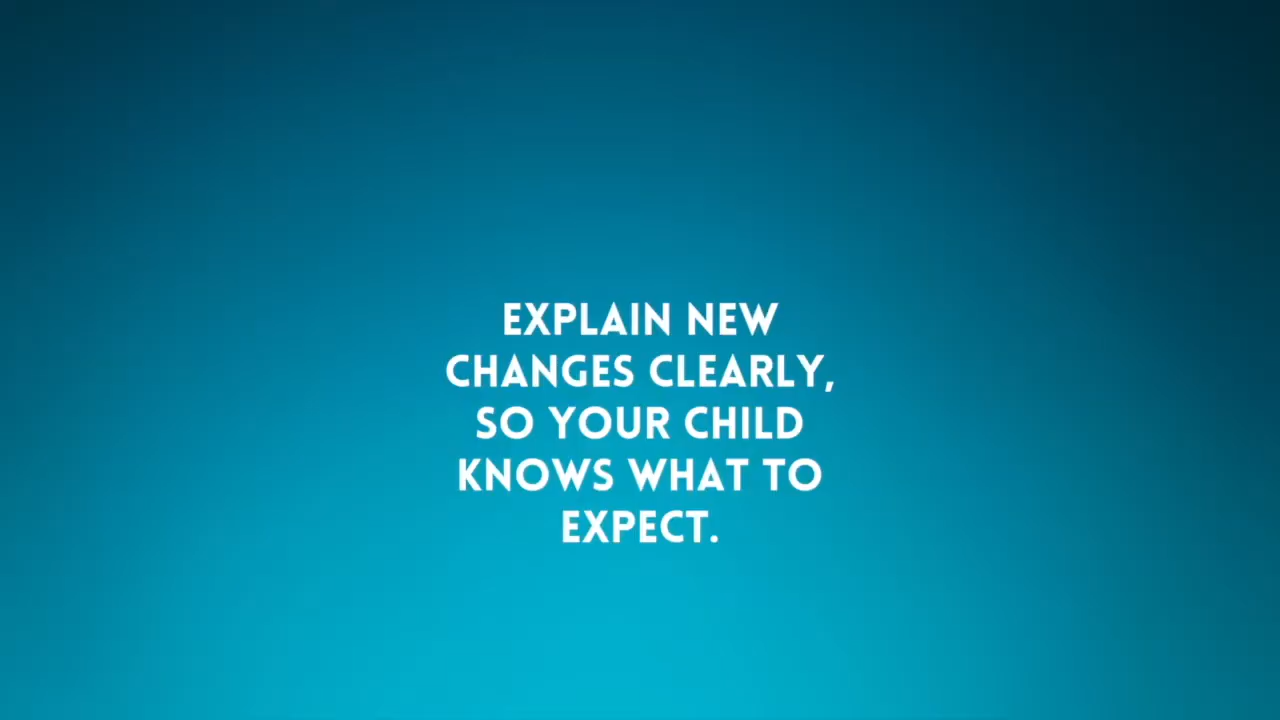 EXPLAIN NEW
CHANGES CLEARLY,
SO YOUR CHILD
KNOWS WHAT TO
EXPECT.